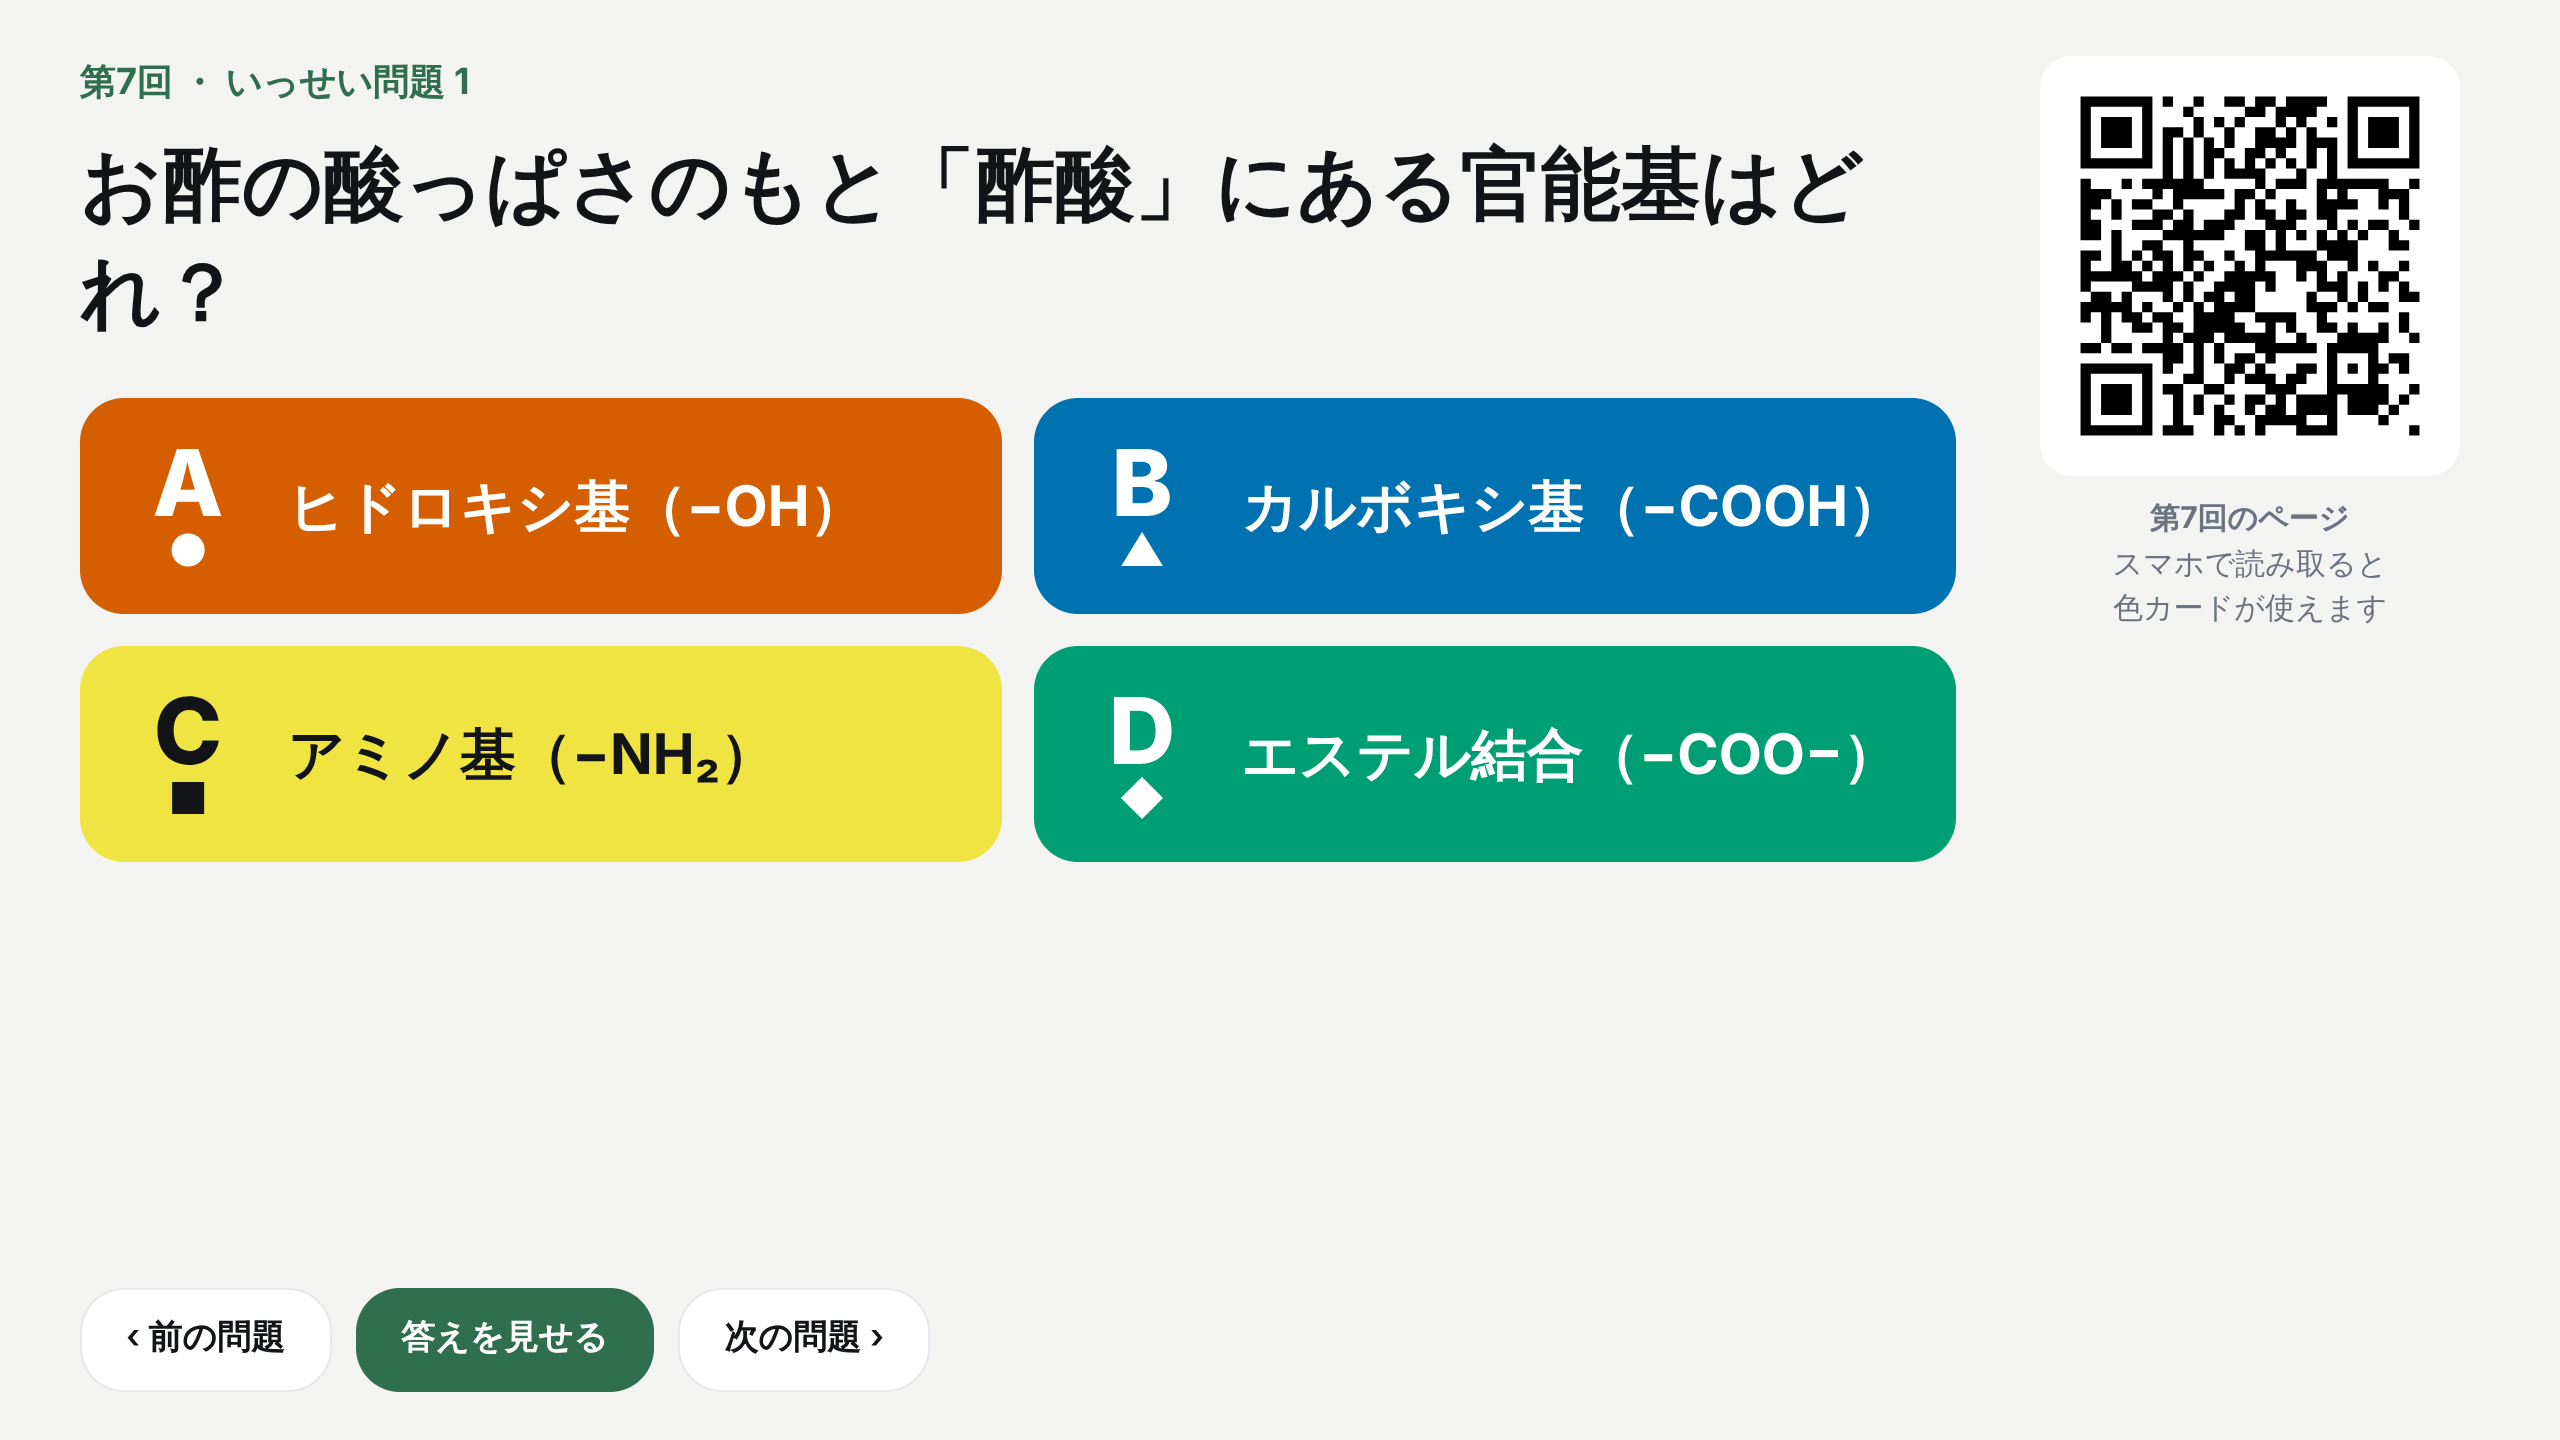 第7回 ・ いっせい問題 1
お酢の酸っぱさのもと「酢酸」にある官能基はど
れ？
A ヒドロキシ基（−OH）
B カルボキシ基（−COOH）
C アミノ基（−NH₂）
D エステル結合（−COO−）
第7回のページ
スマホで読み取ると
色カードが使えます
‹ 前の問題
答えを見せる
次の問題 ›